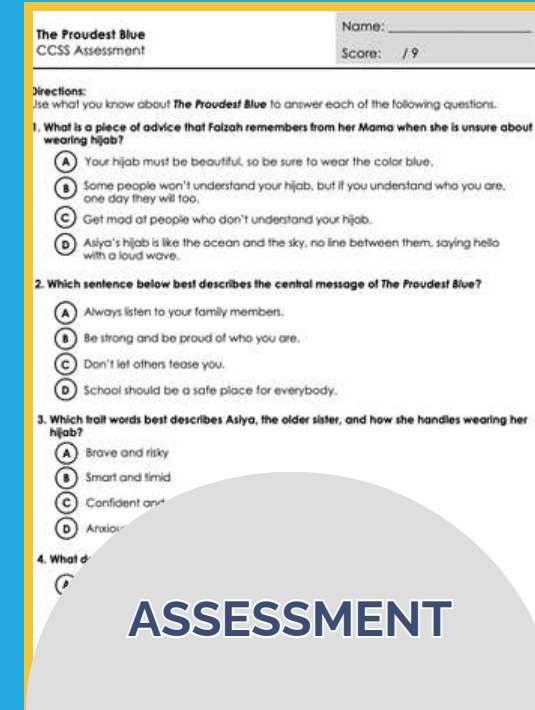 The Proudest Blue
CCSS Assessment
Name:
Score: / 9
Directions:
Use what you know about The Proudest Blue to answer each of the following questions.
1. What is a piece of advice that Faizah remembers from her Mama when she is unsure about
wearing hijab?
A Your hijab must be beautiful, so be sure to wear the color blue.
B Some people won't understand your hijab, but if you understand who you are,
one day they will too.
C Get mad at people who don't understand your hijab.
D Asiya's hijab is like the ocean and the sky, no line between them, saying hello
with a loud wave.
2. Which sentence below best describes the central message of The Proudest Blue?
A Always listen to your family members.
B Be strong and be proud of who you are.
C Don't let others tease you.
D School should be a safe place for everybody.
3. Which trait words best describes Asiya, the older sister, and how she handles wearing her
hijab?
A Brave and risky
B Smart and timid
C Confident and
D
4. What
A
ASSESSMENT